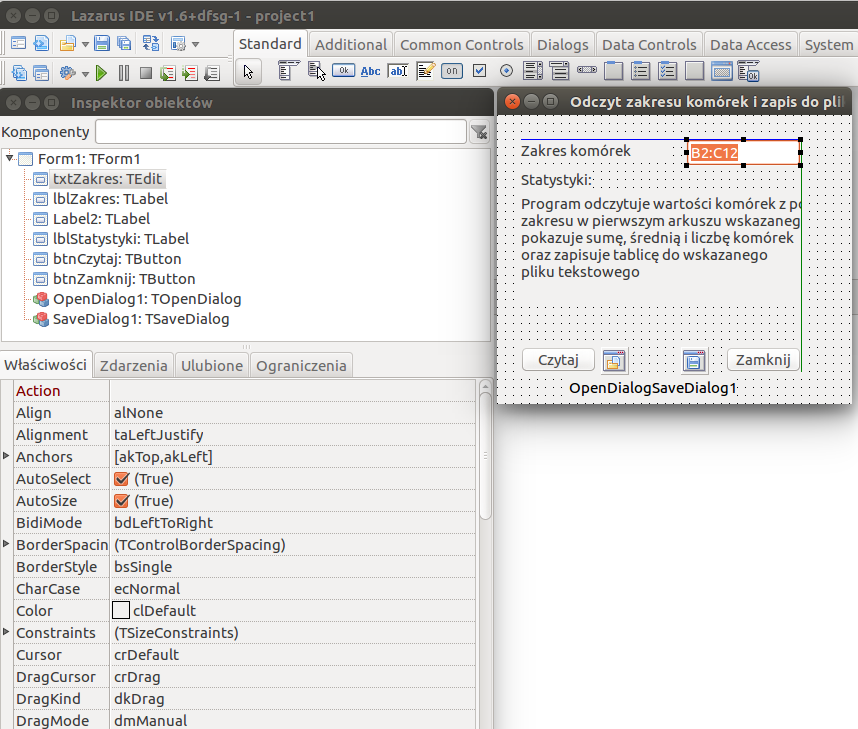 Lazarus IDE v1.6+dfsg-1 - project1
Standard Additional Common Controls Dialogs Data Controls Data Access System
Ok Abc ab on Ok
Inspektor obiektów
Komponenty
Form1: TForm1
txtZakres: TEdit
lblZakres: TLabel
Label2: TLabel
lblStatystyki: TLabel
btnCzytaj: TButton
btnZamknij: TButton
OpenDialog1: TOpenDialog
SaveDialog1: TSaveDialog
Właściwości Zdarzenia Ulubione Ograniczenia
Action
Align alNone
Alignment taLeftJustify
Anchors [akTop,akLeft]
AutoSelect (True)
AutoSize (True)
BidiMode bdLeftToRight
BorderSpacin (TControlBorderSpacing)
BorderStyle bsSingle
CharCase ecNormal
Color clDefault
Constraints (TSizeConstraints)
Cursor crDefault
DragCursor crDrag
DragKind dkDrag
DragMode dmManual
Odczyt zakresu komórek i zapis do pli
Zakres komórek B2:C12
Statystyki:
Program odczytuje wartości komórek z po
zakresu w pierwszym arkuszu wskazaneg
pokazuje sumę, średnią i liczbę komórek
oraz zapisuje tablicę do wskazanego
pliku tekstowego
Czytaj Zamknij
OpenDialogSaveDialog1